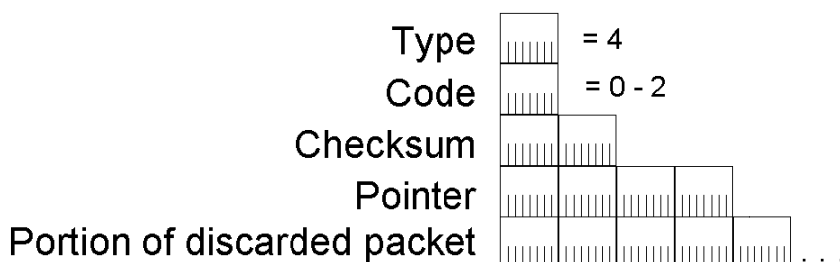 Type = 4
Code = 0 - 2
Checksum
Pointer
Portion of discarded packet . . .